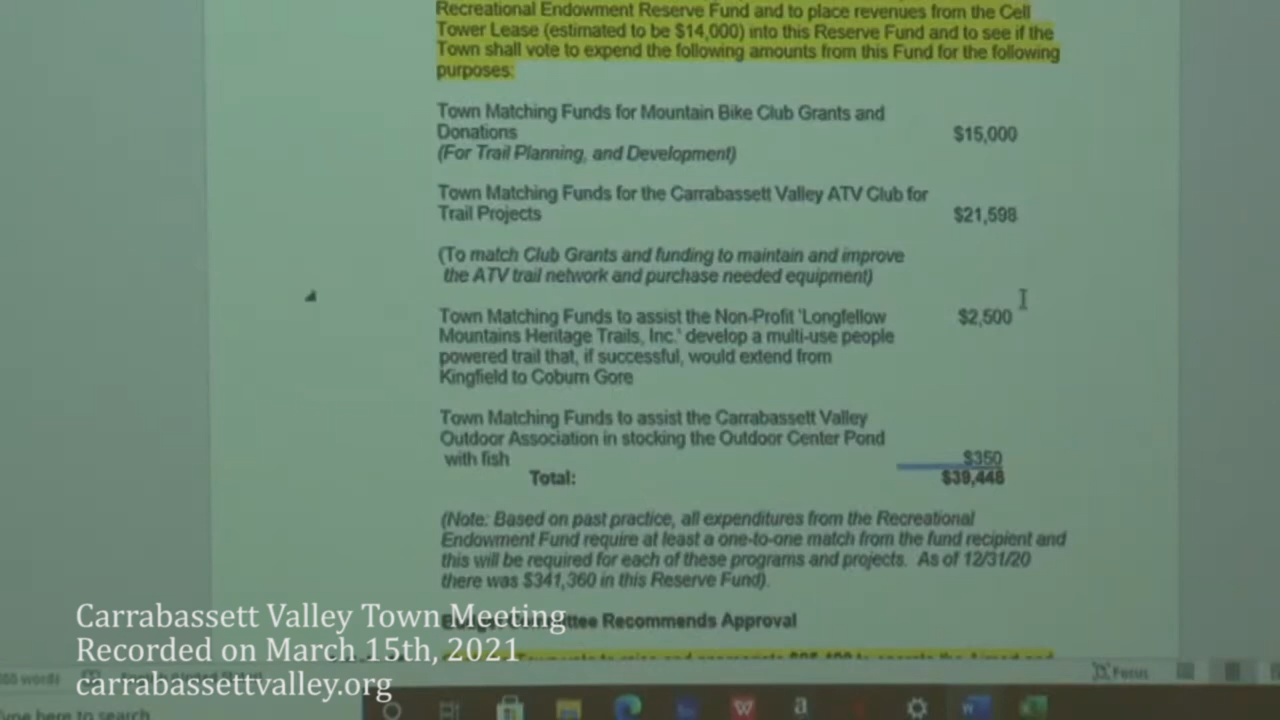 Recreational Endowment Reserve Fund and to place revenues from the Cell
Tower Lease (estimated to be $14,000) into this Reserve Fund and to see if the
Town shall vote to expend the following amounts from this Fund for the following
purposes:
Town Matching Funds for Mountain Bike Club Grants and
Donations
$15,000
(For Trail Planning, and Development)
Town Matching Funds for the Carrabassett Valley ATV Club for
Trail Projects
$21,598
(To match Club Grants and funding to maintain and improve
the ATV trail network and purchase needed equipment)
Town Matching Funds to assist the Non-Profit 'Longfellow
$2,500
Mountains Heritage Trails, Inc.' develop a multi-use people
powered trail that, if successful, would extend from
Kingfield to Coburn Gore
Town Matching Funds to assist the Carrabassett Valley
Outdoor Association in stocking the Outdoor Center Pond
with fish
$350
Total:
$39,448
(Note: Based on past practice, all expenditures from the Recreational
Endowment Fund require at least a one-to-one match from the fund recipient and
this will be required for each of these programs and projects. As of 12/31/20
there was $341,360 in this Reserve Fund).
Recommends Approval
Carrabassett Valley Town Meeting
Recorded on March 15th, 2021
carrabassettvalley.org
Focus
here to search